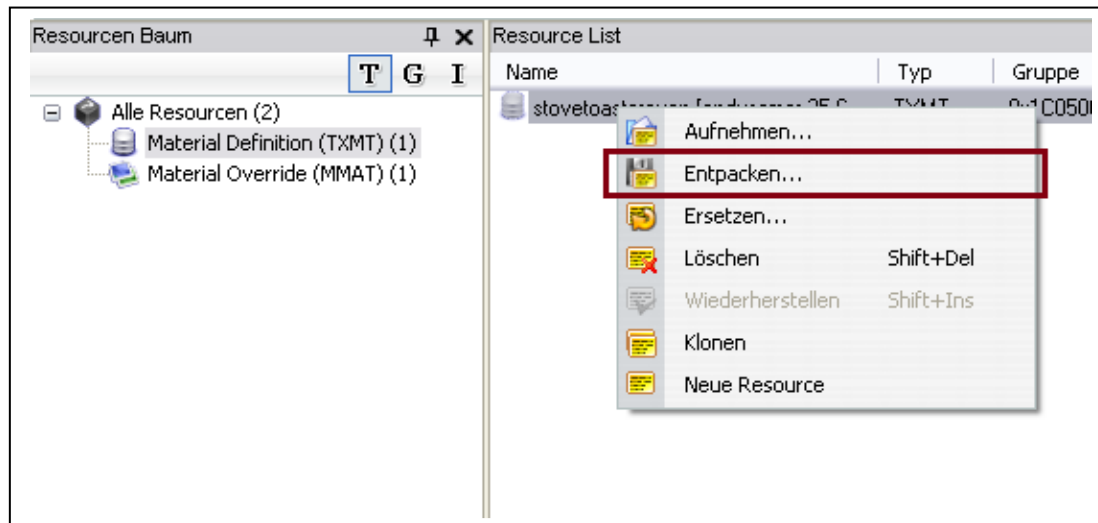 Resourcen Baum
T G I
Alle Resourcen (2)
Material Definition (TXMT) (1)
Material Override (MMAT) (1)
Resource List
Name Typ Gruppe
Aufnehmen...
Entpacken...
Ersetzen...
Löschen Shift+Del
Wiederherstellen Shift+Ins
Klonen
Neue Resource